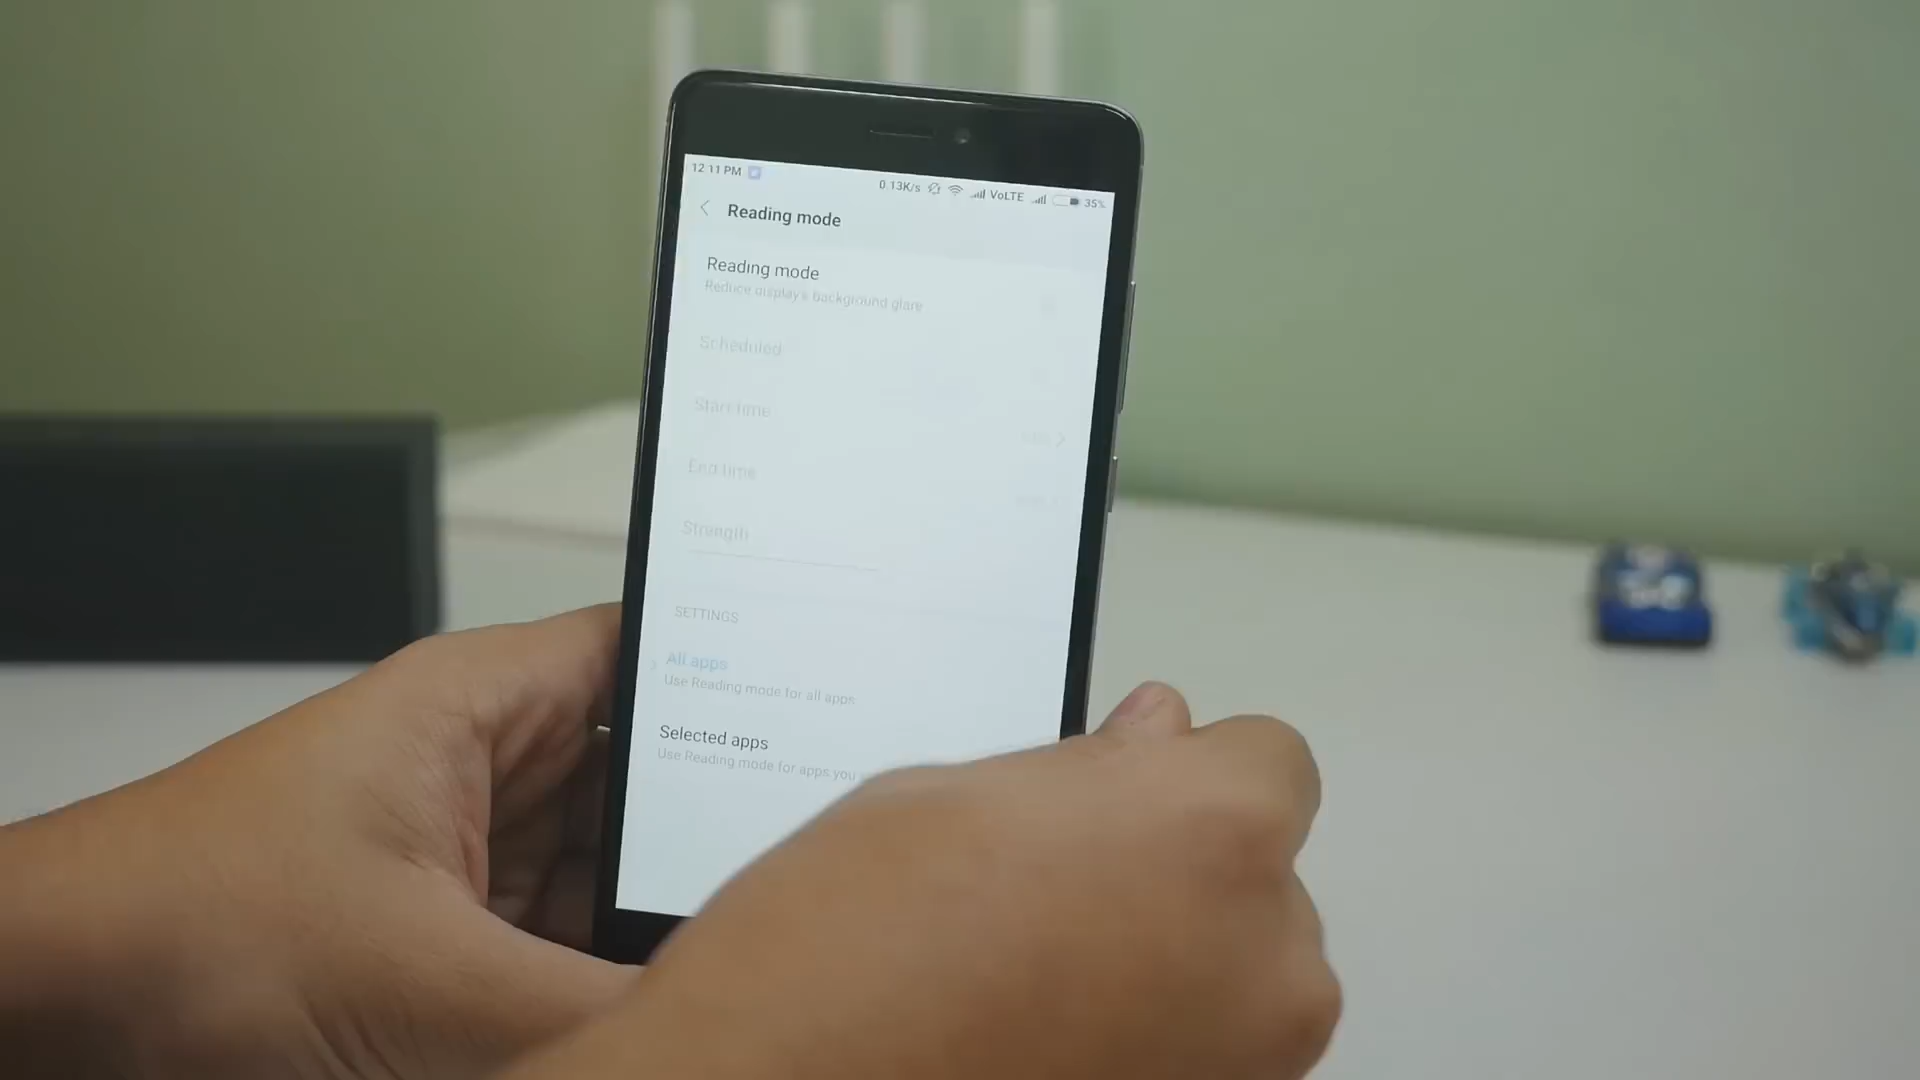 12:11 PM
0.13K/s VoLTE 35%
Reading mode
Reading mode
Reduce display's background glare
Scheduled
Start time
End time
Strength
SETTINGS
All apps
Use Reading mode for all apps
Selected apps
Use Reading mode for apps you